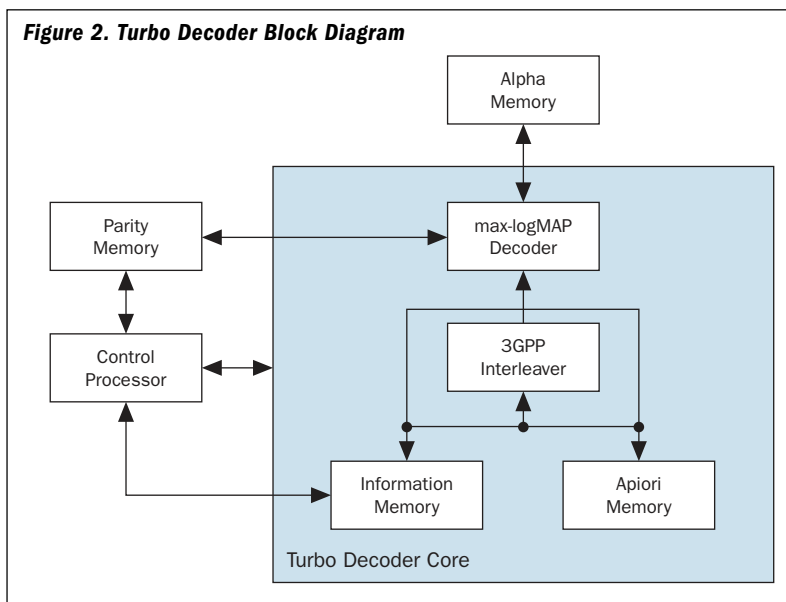 Figure 2. Turbo Decoder Block Diagram
Alpha
Memory
Parity
Memory
max-logMAP
Decoder
Control
Processor
3GPP
Interleaver
Information
Memory
Apiori
Memory
Turbo Decoder Core